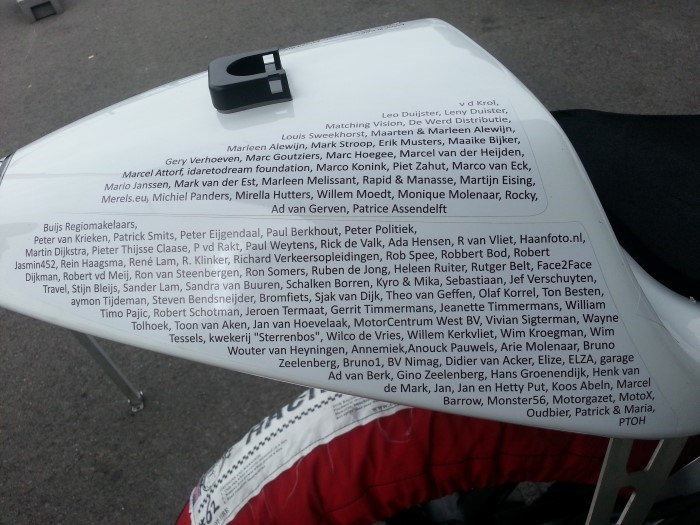 v d Krol,
Leo Duijster, Leny Duister,
Matching Vision, De Werd Distributie,
Louis Sweekhorst, Maarten & Marleen Alewijn,
Marleen Alewijn, Mark Stroop, Erik Musters, Maaike Bijker,
Gery Verhoeven, Marc Goutziers, Marc Hoegee, Marcel van der Heijden,
Marcel Attorf, idaretodream foundation, Marco Konink, Piet Zahut, Marco van Eck,
Mario Janssen, Mark van der Est, Marleen Melissant, Rapid & Manasse, Martijn Eising,
Merels.eu, Michiel Panders, Mirella Hutters, Willem Moedt, Monique Molenaar, Rocky,
Ad van Gerven, Patrice Assendelft
Buijs Regiomakelaars,
Peter van Krieken, Patrick Smits, Peter Eijgendaal, Paul Berkhout, Peter Politiek,
Martin Dijkstra, Pieter Thijsse Claase, P vd Rakt, Paul Weytens, Rick de Valk, Ada Hensen, R van Vliet, Haanfoto.nl,
Jasmin452, Rein Haagsma, René Lam, R. Klinker, Richard Verkeersopleidingen, Rob Spee, Robbert Bod, Robert
Dijkman, Robert vd Meij, Ron van Steenbergen, Ron Somers, Ruben de Jong, Heleen Ruiter, Rutger Belt, Face2Face
Travel, Stijn Bleijs, Sander Lam, Sandra van Buuren, Schalken Borren, Kyro & Mika, Sebastiaan, Jef Verschuyten,
aymon Tijdeman, Steven Bendsneijder, Bromfiets, Sjak van Dijk, Theo van Geffen, Olaf Korrel, Ton Besten,
Timo Pajic, Robert Schotman, Jeroen Termaat, Gerrit Timmermans, Jeanette Timmermans, William
Tolhoek, Toon van Aken, Jan van Hoevelaak, MotorCentrum West BV, Vivian Sigterman, Wayne
Tessels, kwekerij "Sterrenbos", Wilco de Vries, Willem Kerkvliet, Wim Kroegman, Wim
Wouter van Heyningen, Annemiek,Anouck Pauwels, Arie Molenaar, Bruno
Zeelenberg, Bruno1, BV Nimag, Didier van Acker, Elize, ELZA, garage
Ad van Berk, Gino Zeelenberg, Hans Groenendijk, Henk van
de Mark, Jan, Jan en Hetty Put, Koos Abeln, Marcel
Barrow, Monster56, Motorgazet, MotoX,
Oudbier, Patrick & Maria,
PTOH